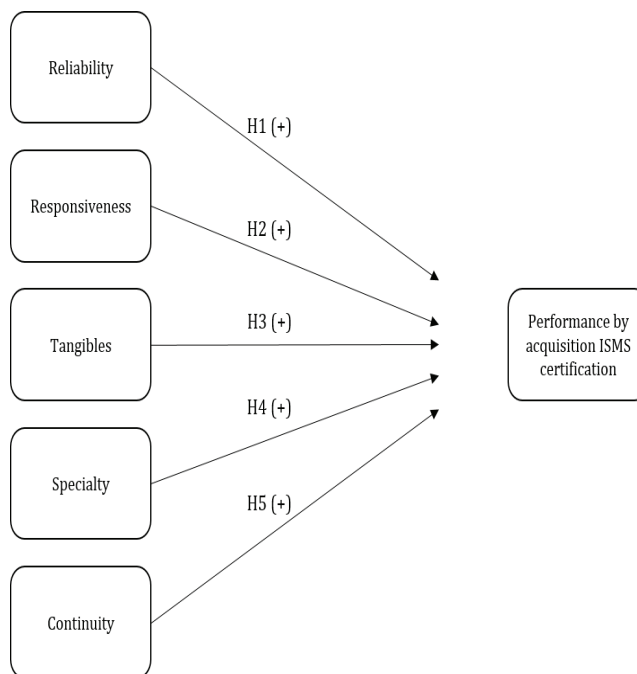 Reliability
H1 (+)
Responsiveness
H2 (+)
Tangibles
H3 (+)
Performance by
acquisition ISMS
certification
Specialty
H4 (+)
Continuity
H5 (+)